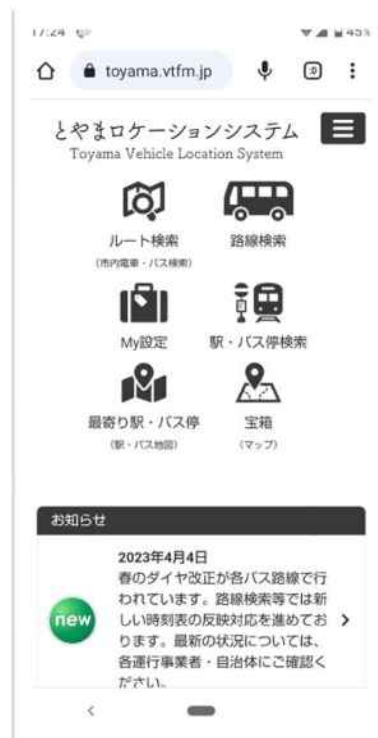 17:24
45%
toyama.vtfm.jp
:D
とやまロケーションシステム
Toyama Vehicle Location System
ルート検索
(市内電車・バス検索)
路線検索
My設定
駅・バス停検索
最寄り駅・バス停
(駅・バス地図)
宝箱
(マップ)
お知らせ
new
2023年4月4日
春のダイヤ改正が各バス路線で行
われています。路線検索等では新
しい時刻表の反映対応を進めてお
ります。最新の状況については、
各運行事業者・自治体にご確認く
ださい。